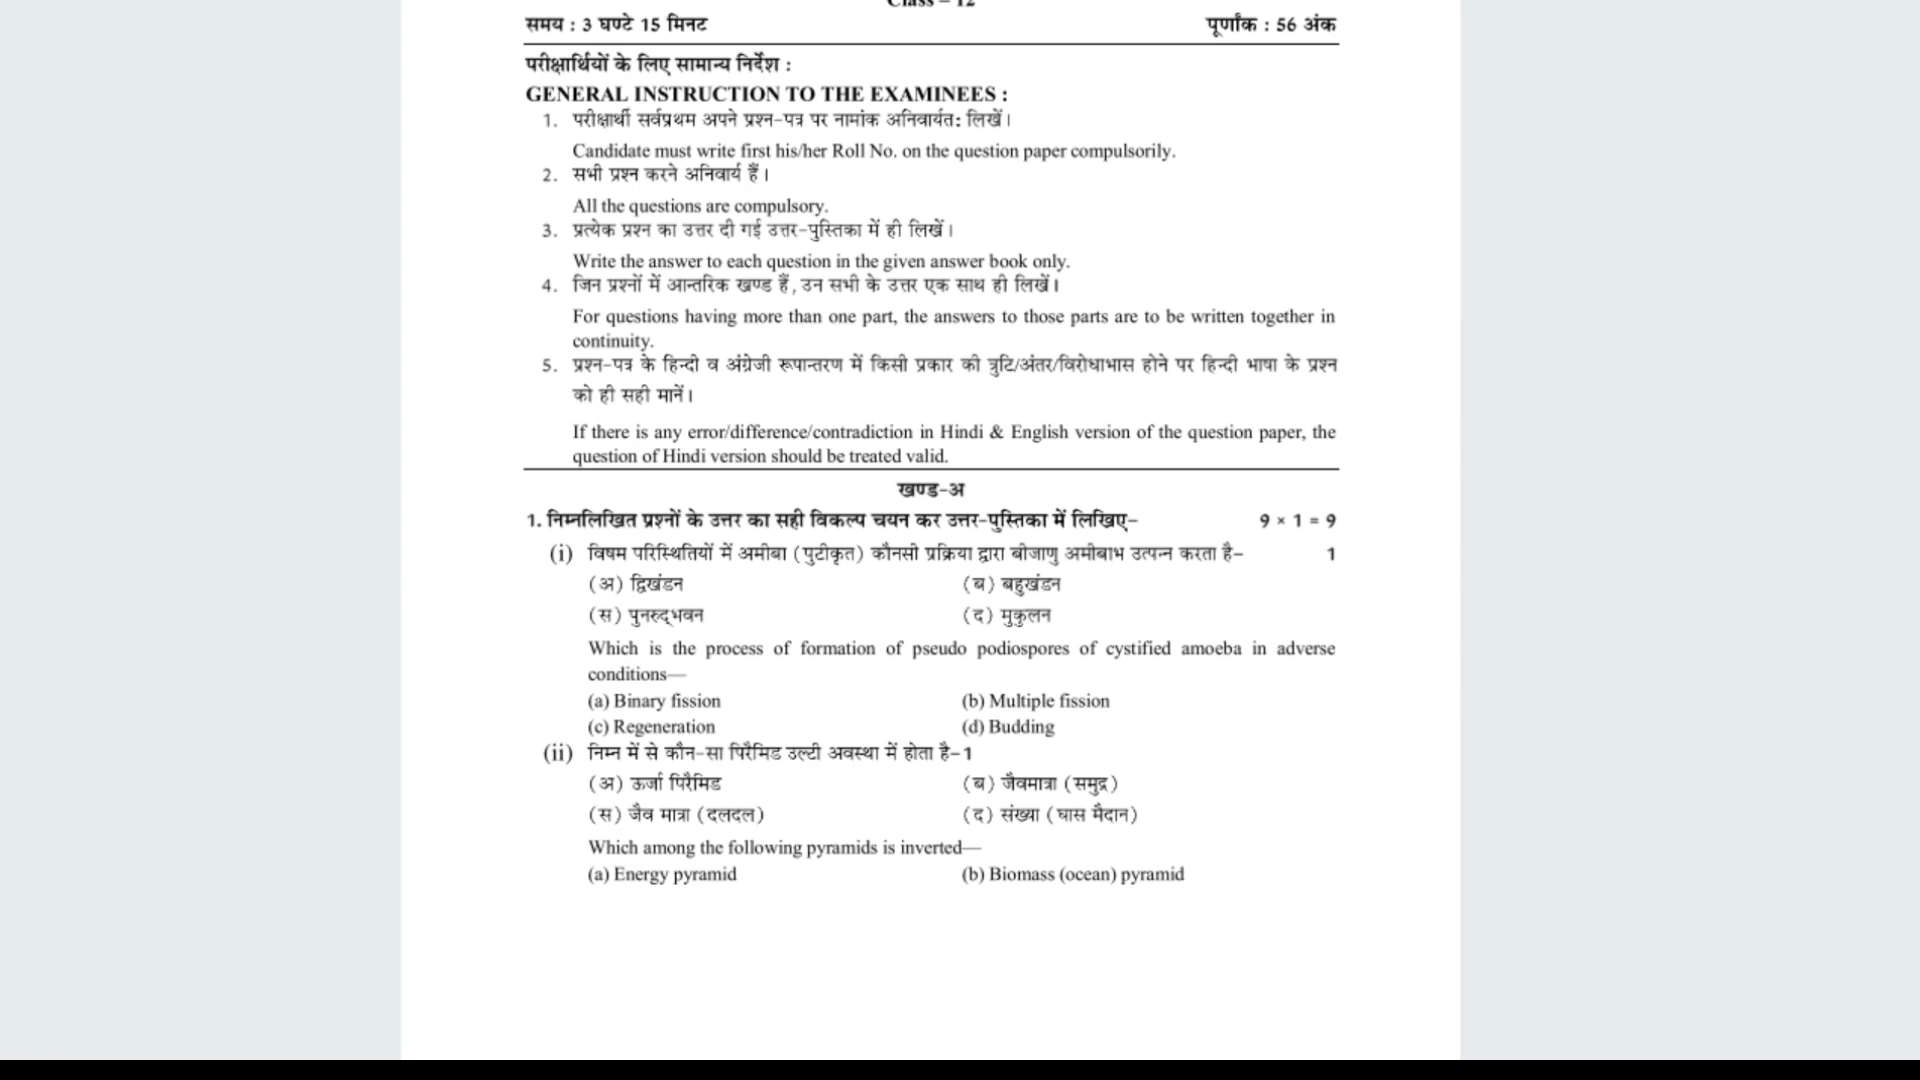 Class – 12
समय : 3 घण्टे 15 मिनट पूर्णांक : 56 अंक
परीक्षार्थियों के लिए सामान्य निर्देश :
GENERAL INSTRUCTION TO THE EXAMINEES :
1. परीक्षार्थी सर्वप्रथम अपने प्रश्न-पत्र पर नामांक अनिवार्यतः लिखें।
Candidate must write first his/her Roll No. on the question paper compulsorily.
2. सभी प्रश्न करने अनिवार्य हैं।
All the questions are compulsory.
3. प्रत्येक प्रश्न का उत्तर दी गई उत्तर-पुस्तिका में ही लिखें।
Write the answer to each question in the given answer book only.
4. जिन प्रश्नों में आन्तरिक खण्ड हैं, उन सभी के उत्तर एक साथ ही लिखें।
For questions having more than one part, the answers to those parts are to be written together in
continuity.
5. प्रश्न-पत्र के हिन्दी व अंग्रेजी रूपान्तरण में किसी प्रकार की त्रुटि/अंतर/विरोधाभास होने पर हिन्दी भाषा के प्रश्न
को ही सही मानें।
If there is any error/difference/contradiction in Hindi & English version of the question paper, the
question of Hindi version should be treated valid.
खण्ड-अ
1. निम्नलिखित प्रश्नों के उत्तर का सही विकल्प चयन कर उत्तर-पुस्तिका में लिखिए- 9 × 1 = 9
(i) विषम परिस्थितियों में अमीबा (पुटीकृत) कौनसी प्रक्रिया द्वारा बीजाणु अमीबाभ उत्पन्न करता है- 1
(अ) द्विखंडन (ब) बहुखंडन
(स) पुनरुद्भवन (द) मुकुलन
Which is the process of formation of pseudo podiospores of cystified amoeba in adverse
conditions—
(a) Binary fission (b) Multiple fission
(c) Regeneration (d) Budding
(ii) निम्न में से कौन-सा पिरैमिड उल्टी अवस्था में होता है-1
(अ) ऊर्जा पिरैमिड (ब) जैवमात्रा (समुद्र)
(स) जैव मात्रा (दलदल) (द) संख्या (घास मैदान)
Which among the following pyramids is inverted—
(a) Energy pyramid (b) Biomass (ocean) pyramid